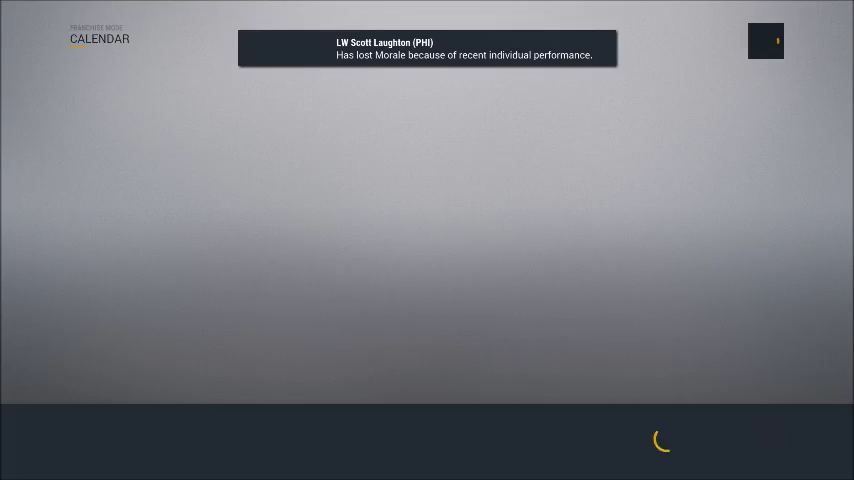 FRANCHISE MODE
CALENDAR
LW Scott Laughton (PHI)
Has lost Morale because of recent individual performance.